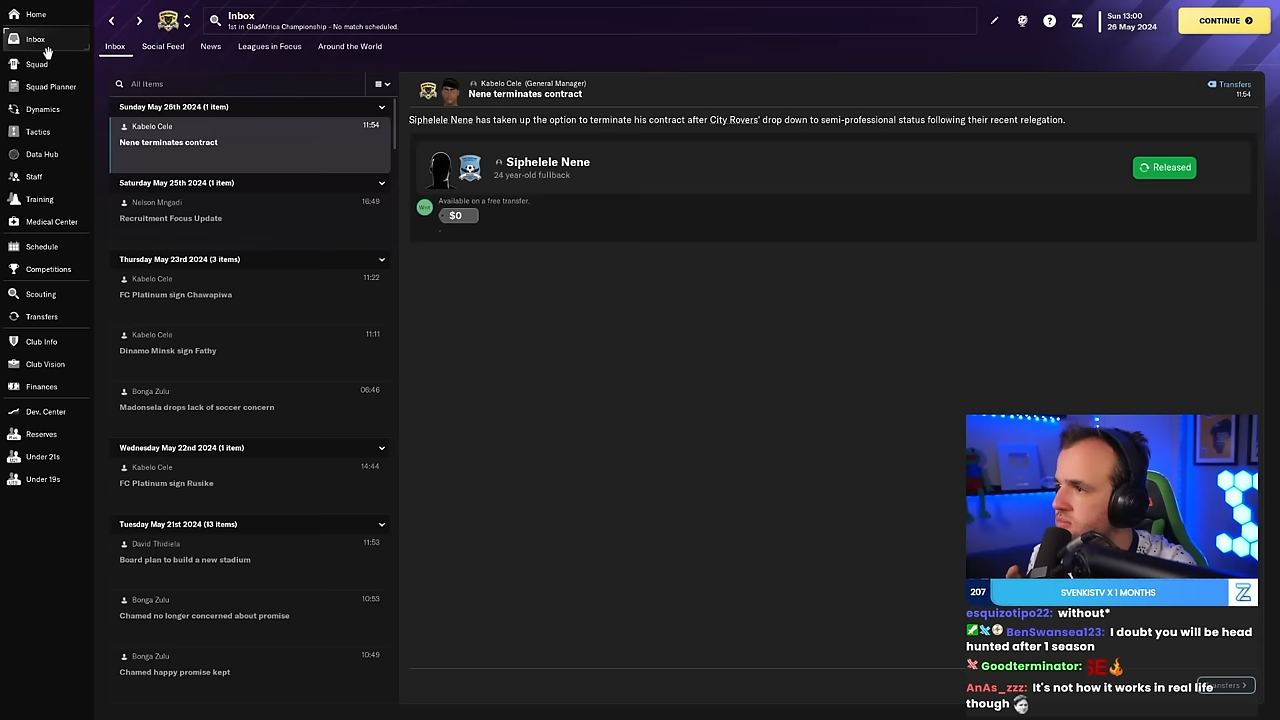 Home
Inbox
Squad
Squad Planner
Dynamics
Tactics
Data Hub
Staff
Training
Medical Center
Schedule
Competitions
Scouting
Transfers
Club Info
Club Vision
Finances
Dev. Center
Reserves
Under 21s
Under 19s
Inbox
1st in GladAfrica Championship - No match scheduled.
Sun 13:00
26 May 2024
CONTINUE
Inbox
Social Feed
News
Leagues in Focus
Around the World
All Items
Sunday May 26th 2024 (1 item)
Kabelo Cele 11:54
Nene terminates contract
Saturday May 25th 2024 (1 item)
Nelson Mngadi 16:49
Recruitment Focus Update
Thursday May 23rd 2024 (3 items)
Kabelo Cele 11:22
FC Platinum sign Chawapiwa
Kabelo Cele 11:11
Dinamo Minsk sign Fathy
Bonga Zulu 06:46
Madonsela drops lack of soccer concern
Wednesday May 22nd 2024 (1 item)
Kabelo Cele 14:44
FC Platinum sign Rusike
Tuesday May 21st 2024 (13 items)
David Thidiela 11:53
Board plan to build a new stadium
Bonga Zulu 10:53
Chamed no longer concerned about promise
Bonga Zulu 10:49
Chamed happy promise kept
Kabelo Cele (General Manager)
Nene terminates contract
Transfers
11:54
Siphelele Nene has taken up the option to terminate his contract after City Rovers' drop down to semi-professional status following their recent relegation.
Siphelele Nene
24 year-old fullback
Released
Wnt
Available on a free transfer.
$0
207
SVENKISTV X 1 MONTHS
esquizotipo22: without*
BenSwansea123: I doubt you will be head
hunted after 1 season
Goodterminator:
AnAs_zzz: It's not how it works in real life
though